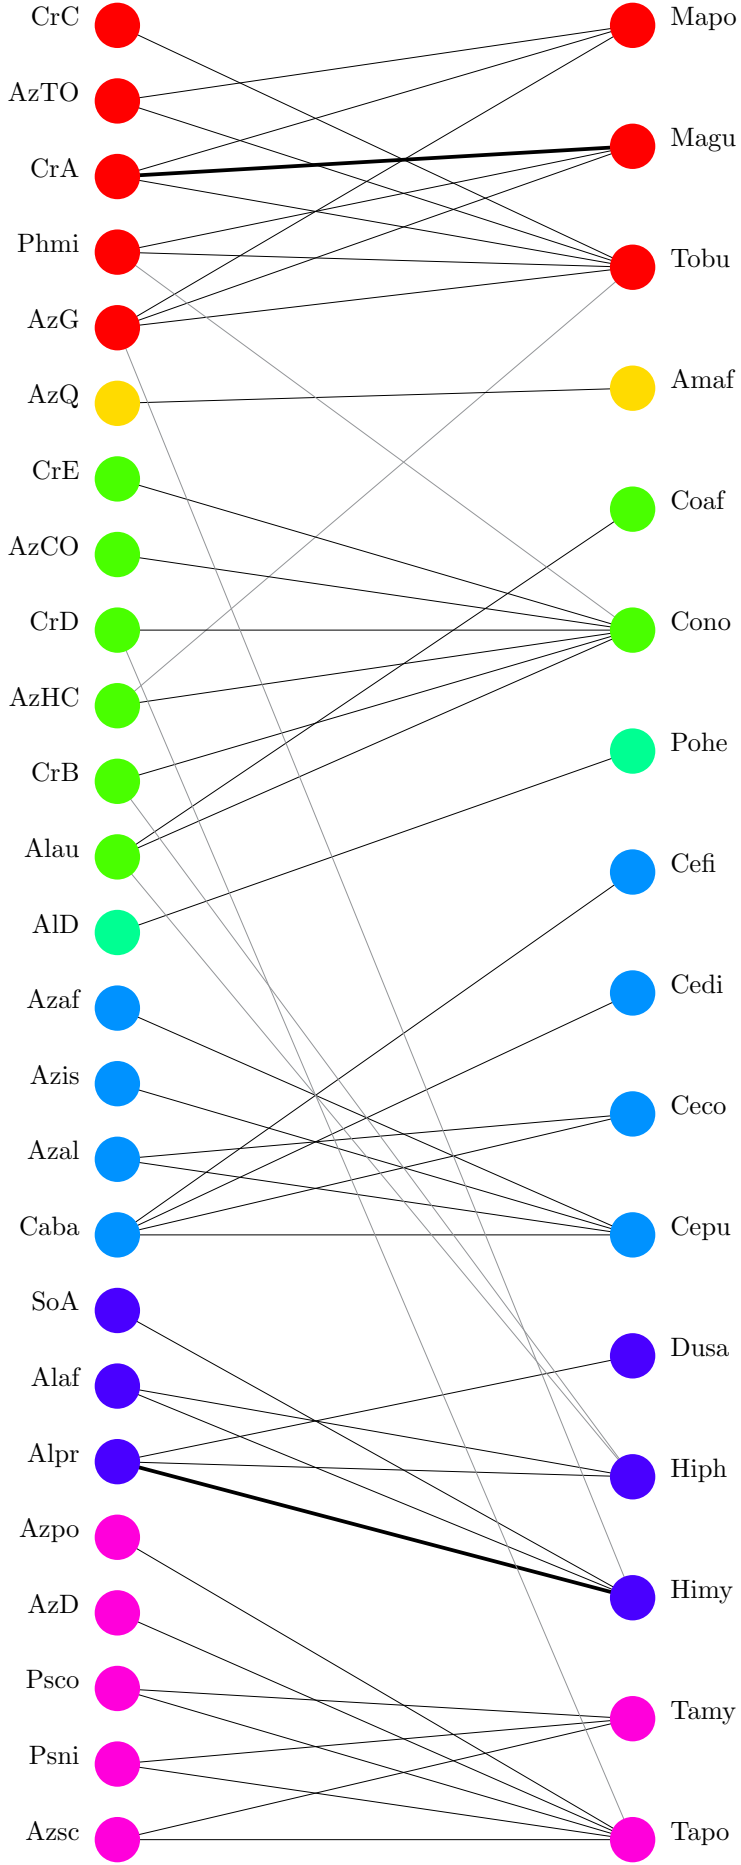 CrC
AzTO
CrA
Phmi
AzG
AzQ
CrE
AzCO
CrD
AzHC
CrB
Alau
AlD
Azaf
Azis
Azal
Caba
SoA
Alaf
Alpr
Azpo
AzD
Psco
Psni
Azsc
Mapo
Magu
Tobu
Amaf
Coaf
Cono
Pohe
Cefi
Cedi
Ceco
Cepu
Dusa
Hiph
Himy
Tamy
Tapo